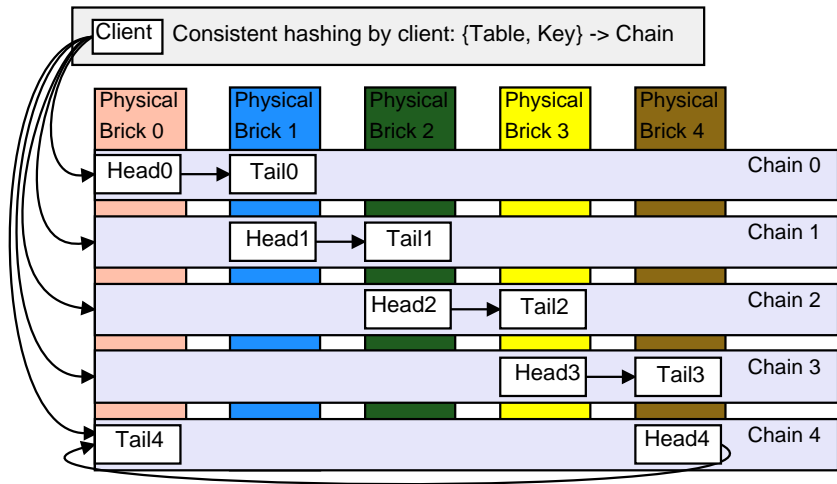 Client Consistent hashing by client: {Table, Key} -> Chain
Physical Physical Physical Physical Physical
Brick 0 Brick 1 Brick 2 Brick 3 Brick 4
Head0 Tail0 Chain 0
Head1 Tail1 Chain 1
Head2 Tail2 Chain 2
Head3 Tail3 Chain 3
Tail4 Head4 Chain 4